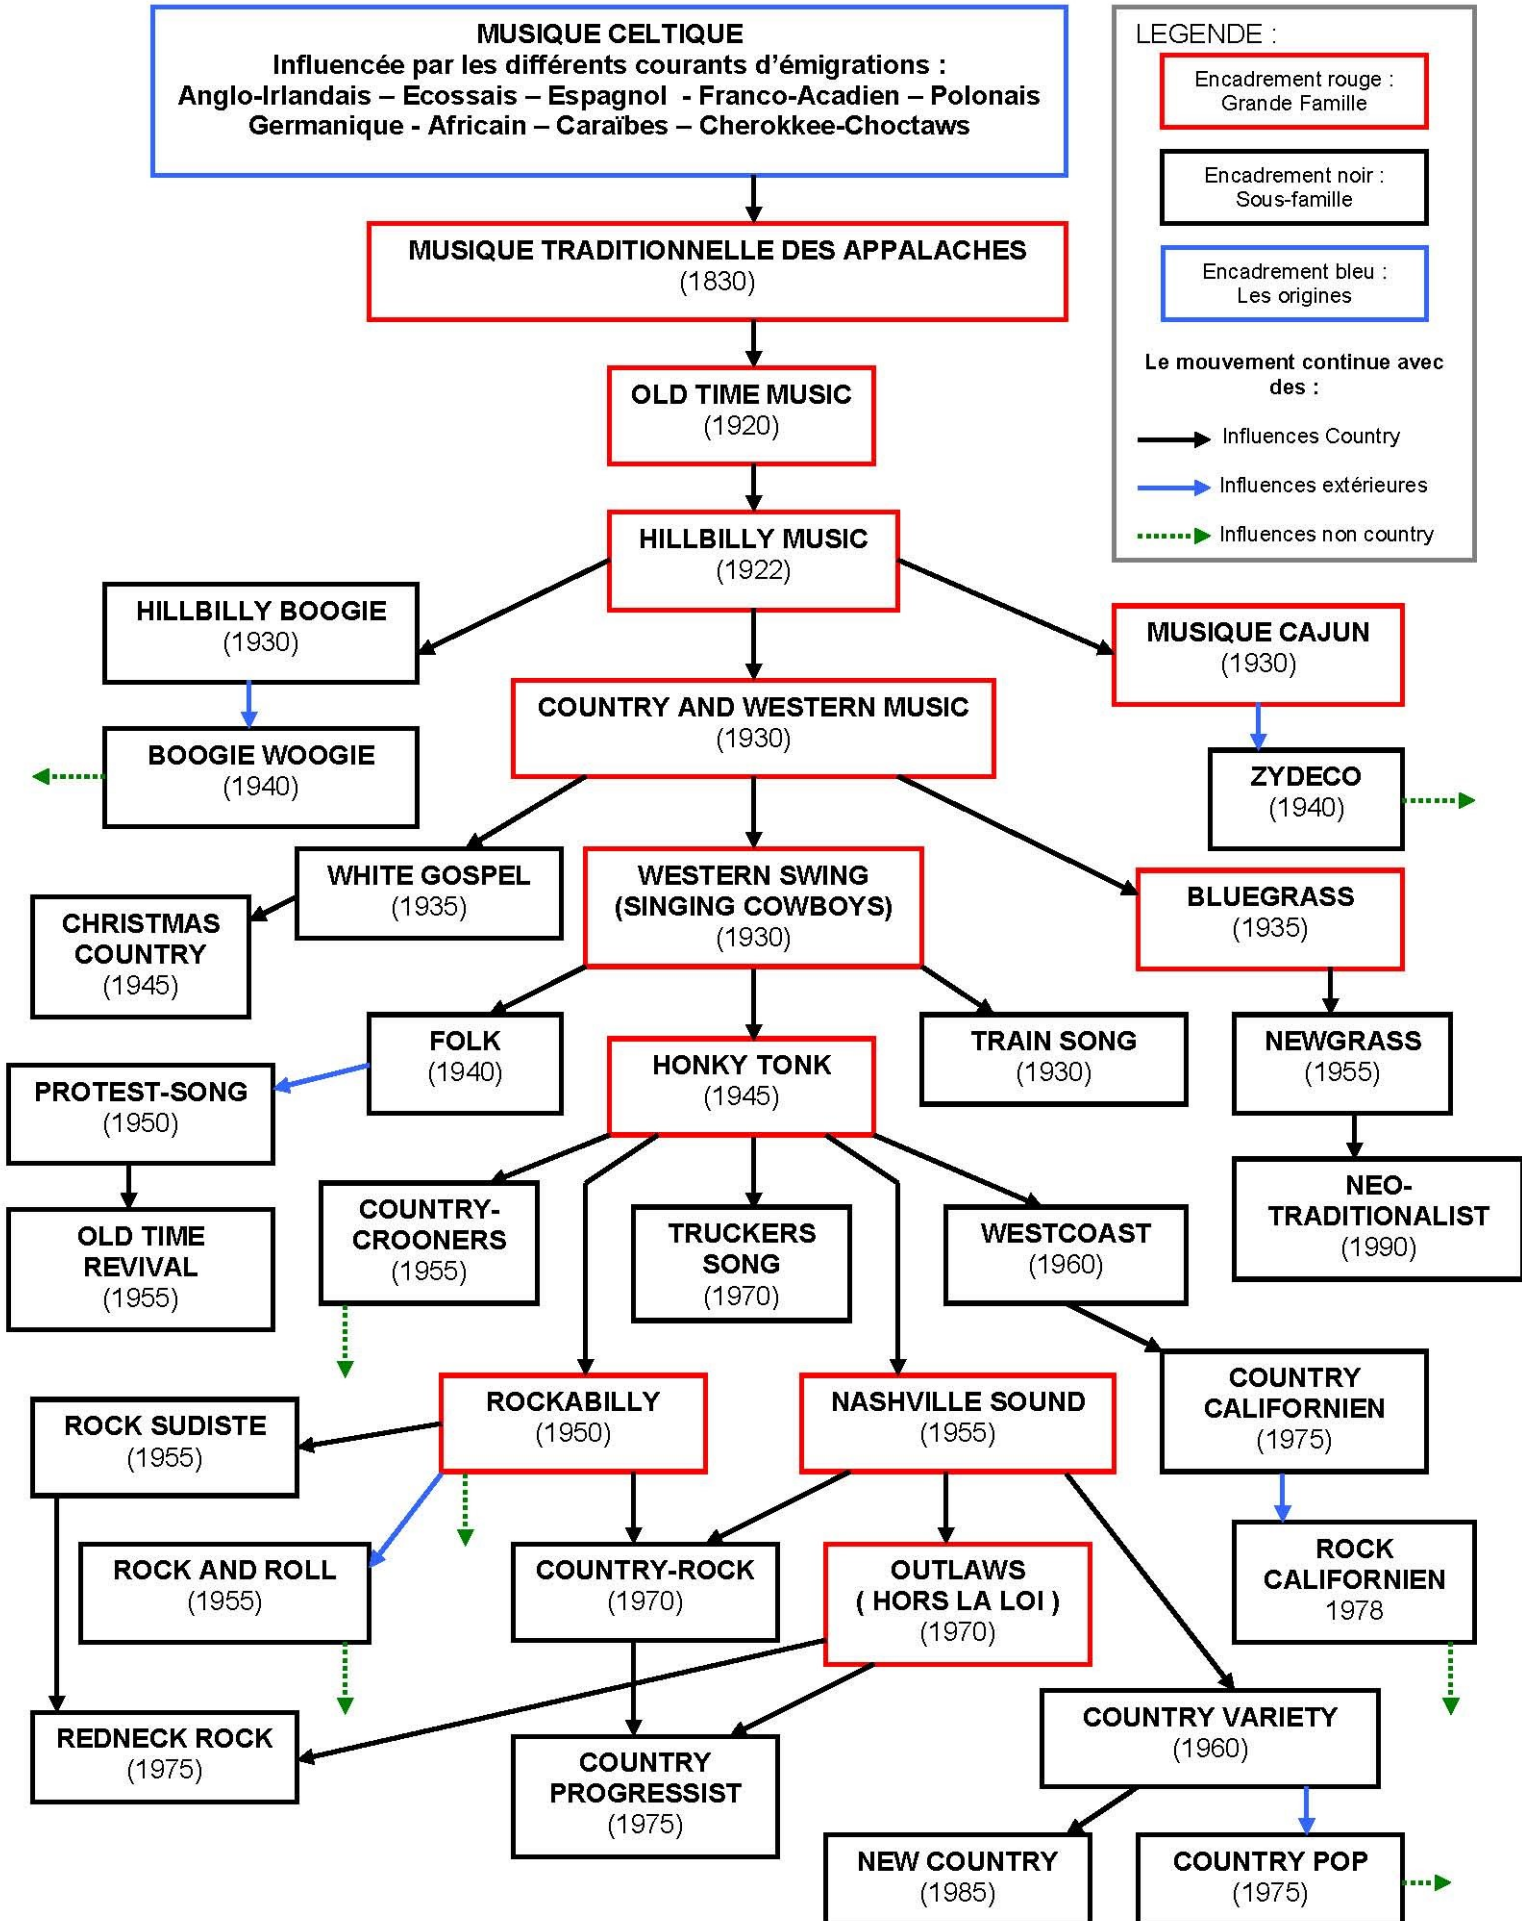 MUSIQUE CELTIQUE
Influencée par les différents courants d'émigrations :
Anglo-Irlandais – Ecossais – Espagnol - Franco-Acadien – Polonais
Germanique - Africain – Caraïbes – Cherokkee-Choctaws
LEGENDE :
Encadrement rouge :
Grande Famille
Encadrement noir :
Sous-famille
Encadrement bleu :
Les origines
Le mouvement continue avec
des :
Influences Country
Influences extérieures
Influences non country
MUSIQUE TRADITIONNELLE DES APPALACHES
(1830)
OLD TIME MUSIC
(1920)
HILLBILLY MUSIC
(1922)
HILLBILLY BOOGIE
(1930)
MUSIQUE CAJUN
(1930)
COUNTRY AND WESTERN MUSIC
(1930)
BOOGIE WOOGIE
(1940)
ZYDECO
(1940)
WHITE GOSPEL
(1935)
WESTERN SWING
(SINGING COWBOYS)
(1930)
BLUEGRASS
(1935)
CHRISTMAS
COUNTRY
(1945)
FOLK
(1940)
HONKY TONK
(1945)
TRAIN SONG
(1930)
NEWGRASS
(1955)
PROTEST-SONG
(1950)
NEO-
TRADITIONALIST
(1990)
OLD TIME
REVIVAL
(1955)
COUNTRY-
CROONERS
(1955)
TRUCKERS
SONG
(1970)
WESTCOAST
(1960)
COUNTRY
CALIFORNIEN
(1975)
ROCK SUDISTE
(1955)
ROCKABILLY
(1950)
NASHVILLE SOUND
(1955)
ROCK
CALIFORNIEN
1978
ROCK AND ROLL
(1955)
COUNTRY-ROCK
(1970)
OUTLAWS
( HORS LA LOI )
(1970)
REDNECK ROCK
(1975)
COUNTRY
PROGRESSIST
(1975)
COUNTRY VARIETY
(1960)
NEW COUNTRY
(1985)
COUNTRY POP
(1975)